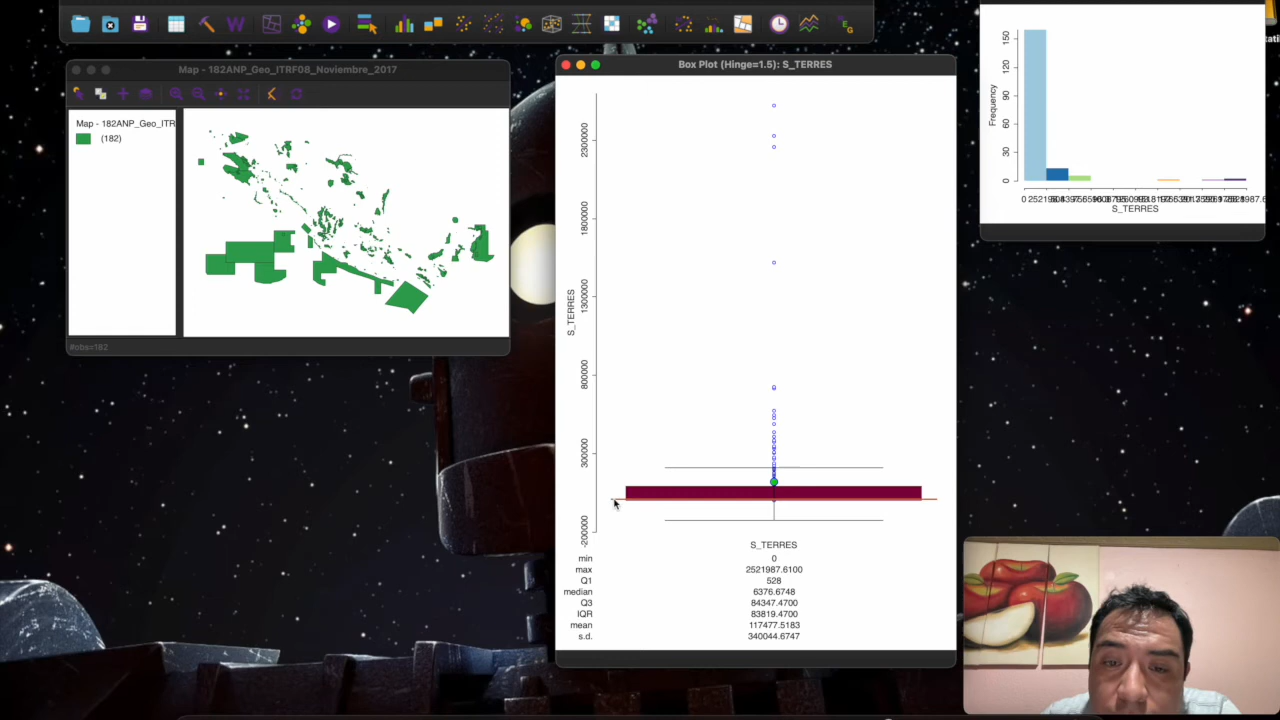 Map - 182ANP_Geo_ITRF08_Noviembre_2017
Map - 182ANP_Geo_ITR
(182)
#obs=182
Box Plot (Hinge=1.5): S_TERRES
S_TERRES
2300000
1800000
1300000
800000
300000
-200000
S_TERRES
min 0
max 2521987.6100
Q1 528
median 6376.6748
Q3 84347.4700
IQR 83819.4700
mean 117477.5183
s.d. 340044.6747
Frequency
150
120
90
60
30
0
S_TERRES